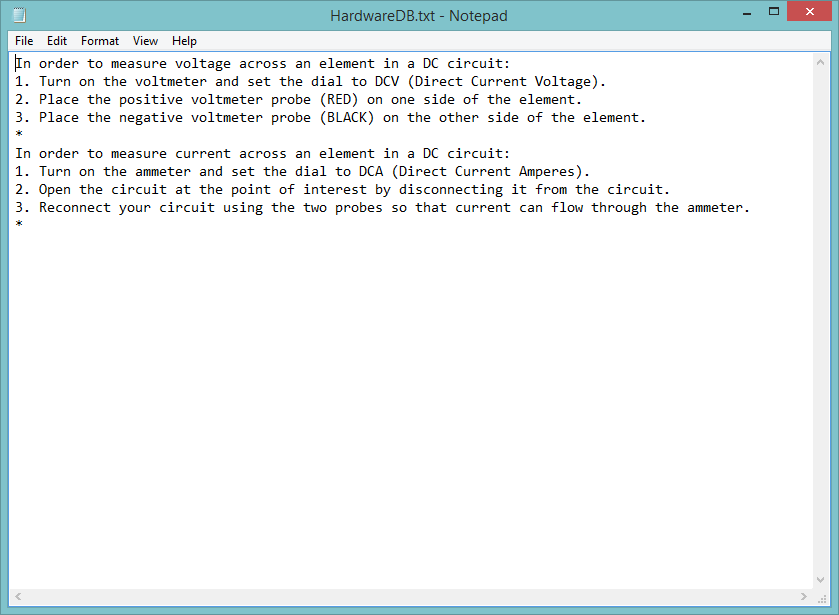 HardwareDB.txt - Notepad
File Edit Format View Help
In order to measure voltage across an element in a DC circuit:
1. Turn on the voltmeter and set the dial to DCV (Direct Current Voltage).
2. Place the positive voltmeter probe (RED) on one side of the element.
3. Place the negative voltmeter probe (BLACK) on the other side of the element.
*
In order to measure current across an element in a DC circuit:
1. Turn on the ammeter and set the dial to DCA (Direct Current Amperes).
2. Open the circuit at the point of interest by disconnecting it from the circuit.
3. Reconnect your circuit using the two probes so that current can flow through the ammeter.
*